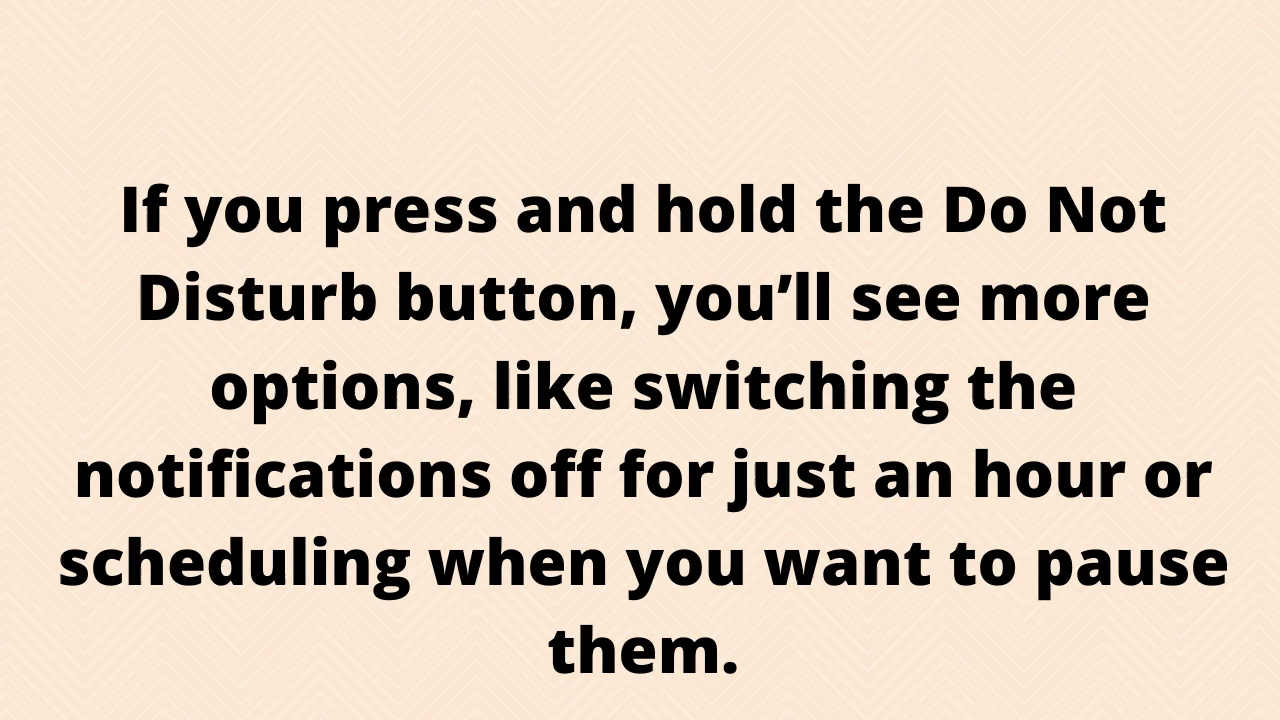 If you press and hold the Do Not
Disturb button, you’ll see more
options, like switching the
notifications off for just an hour or
scheduling when you want to pause
them.